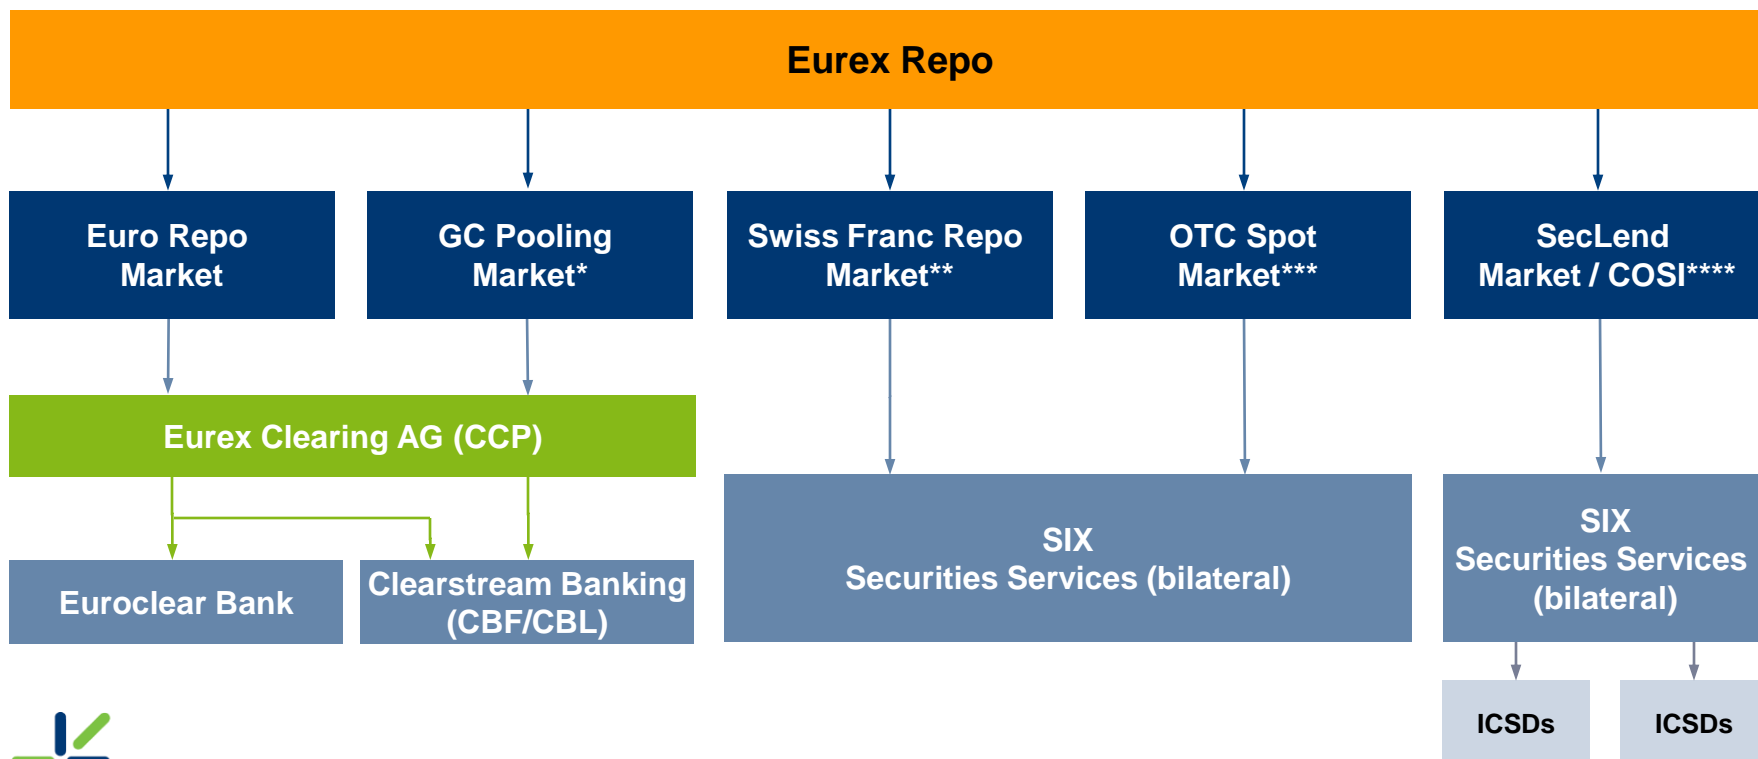 Eurex Repo
Euro Repo
Market
GC Pooling
Market*
Swiss Franc Repo
Market**
OTC Spot
Market***
SecLend
Market / COSI****
Eurex Clearing AG (CCP)
Euroclear Bank
Clearstream Banking
(CBF/CBL)
SIX
Securities Services (bilateral)
SIX
Securities Services
(bilateral)
ICSDs
ICSDs